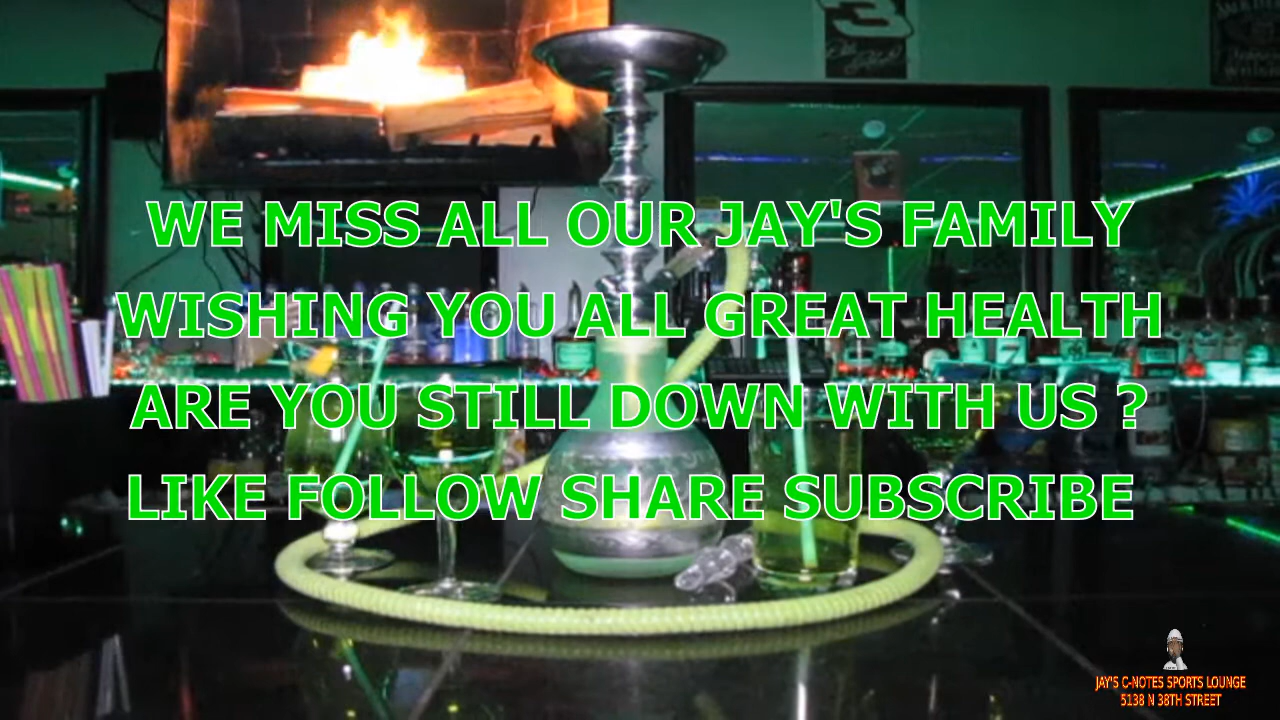 3
WE MISS ALL OUR JAY'S FAMILY
WISHING YOU ALL GREAT HEALTH
ARE YOU STILL DOWN WITH US ?
LIKE FOLLOW SHARE SUBSCRIBE
JAY'S C-NOTES SPORTS LOUNGE
5138 N 38TH STREET